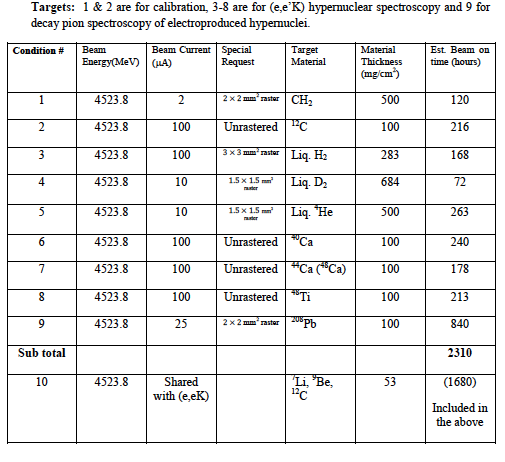 Targets: 1 & 2 are for calibration, 3-8 are for (e,e'K) hypernuclear spectroscopy and 9 for
decay pion spectroscopy of electroproduced hypernuclei.
Condition # Beam Energy(MeV) Beam Current (μA) Special Request Target Material Material Thickness (mg/cm²) Est. Beam on time (hours)
1 4523.8 2 2 × 2 mm² raster CH₂ 500 120
2 4523.8 100 Unrastered ¹²C 100 216
3 4523.8 100 3 × 3 mm² raster Liq. H₂ 283 168
4 4523.8 10 1.5 × 1.5 mm² raster Liq. D₂ 684 72
5 4523.8 10 1.5 × 1.5 mm² raster Liq. ⁴He 500 263
6 4523.8 100 Unrastered ⁴⁰Ca 100 240
7 4523.8 100 Unrastered ⁴⁴Ca (⁴⁸Ca) 100 178
8 4523.8 100 Unrastered ⁴⁸Ti 100 213
9 4523.8 25 2 × 2 mm² raster ²⁰⁸Pb 100 840
Sub total 2310
10 4523.8 Shared with (e,eK) ⁷Li, ⁹Be, ¹²C 53 (1680) Included in the above